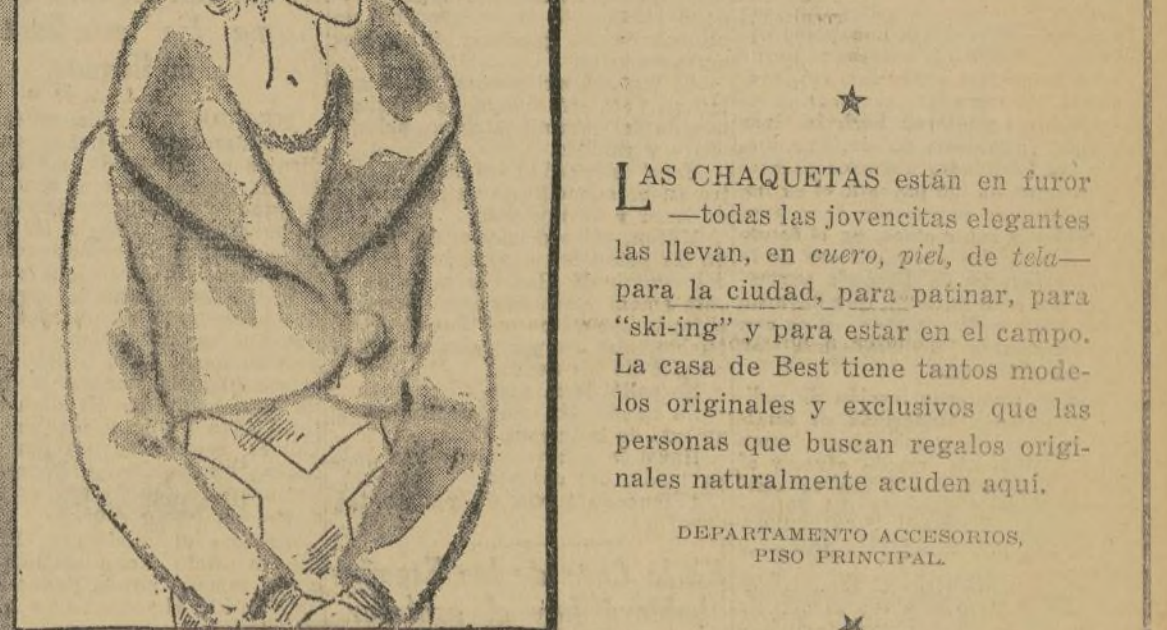 LAS CHAQUETAS están en furor
—todas las jovencitas elegantes
las llevan, en cuero, piel, de tela—
para la ciudad, para patinar, para
“ski-ing” y para estar en el campo.
La casa de Best tiene tantos mode-
los originales y exclusivos que las
personas que buscan regalos origi-
nales naturalmente acuden aquí.
DEPARTAMENTO ACCESORIOS,
PISO PRINCIPAL.